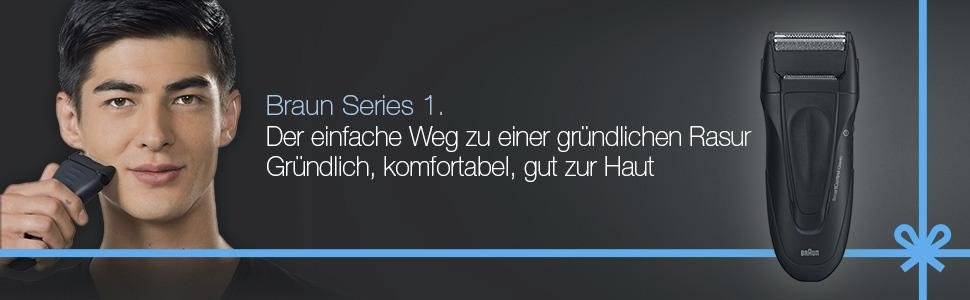 Braun Series 1.
Der einfache Weg zu einer gründlichen Rasur
Gründlich, komfortabel, gut zur Haut
BRAUN